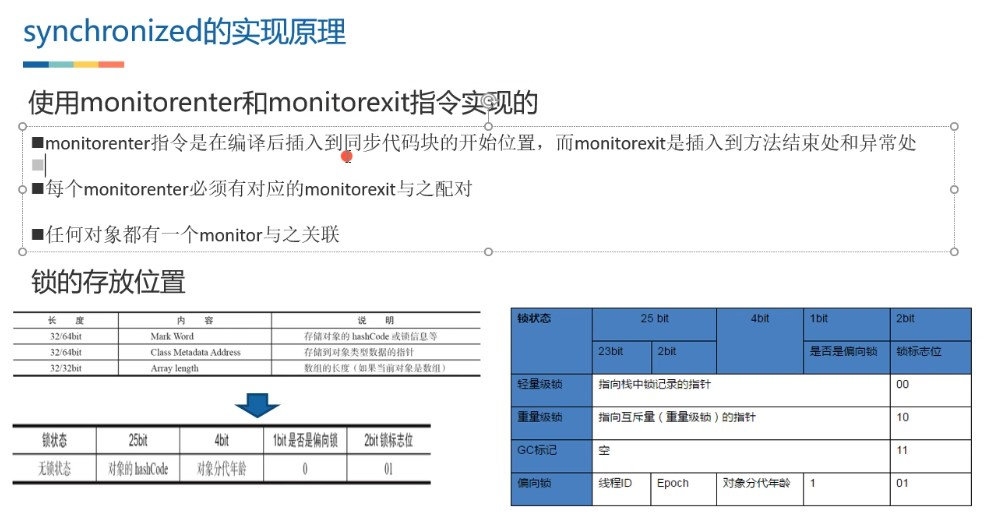 synchronized的实现原理
使用monitorenter和monitorexit指令实现的
■monitorenter指令是在编译后插入到同步代码块的开始位置，而monitorexit是插入到方法结束处和异常处
■每个monitorenter必须有对应的monitorexit与之配对
■任何对象都有一个monitor与之关联
锁的存放位置
长 度 内 容 说 明
32/64bit Mark Word 存储对象的 hashCode 或锁信息等
32/64bit Class Metadata Address 存储到对象类型数据的指针
32/32bit Array length 数组的长度（如果当前对象是数组）
锁状态 25bit 4bit 1bit 是否是偏向锁 2bit 锁标志位
无锁状态 对象的 hashCode 对象分代年龄 0 01
锁状态 25 bit 4bit 1bit 2bit
23bit 2bit 是否是偏向锁 锁标志位
轻量级锁 指向栈中锁记录的指针 00
重量级锁 指向互斥量（重量级锁）的指针 10
GC标记 空 11
偏向锁 线程ID Epoch 对象分代年龄 1 01